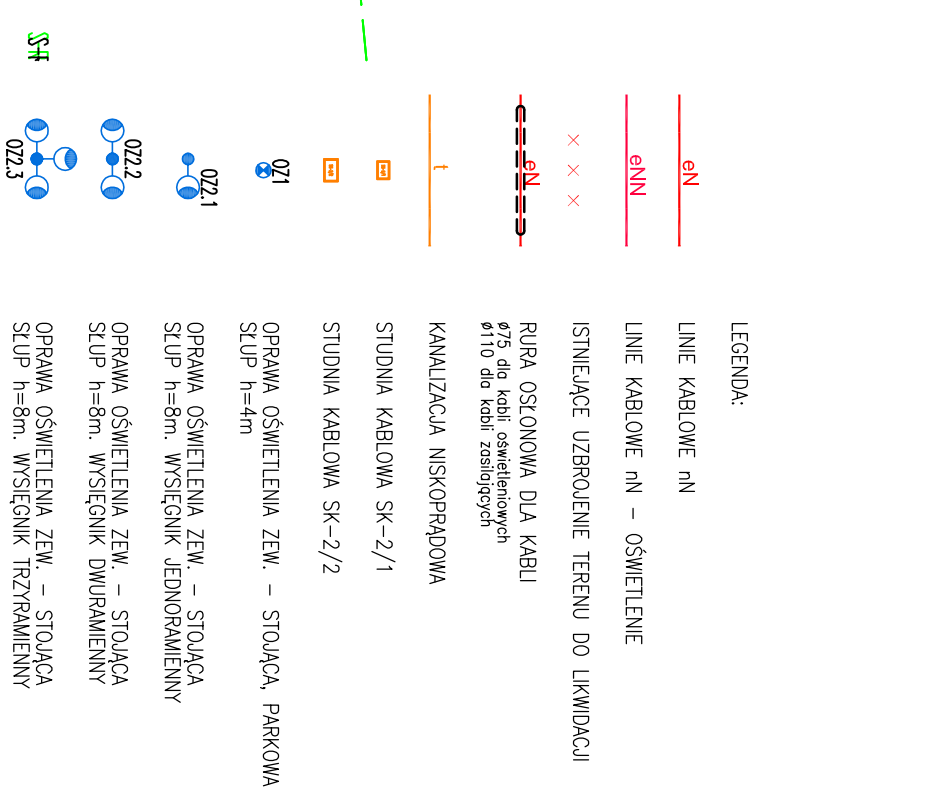 LEGENDA:
eN
LINIE KABLOWE nN
eNN
LINIE KABLOWE nN – OŚWIETLENIE
ISTNIEJĄCE UZBROJENIE TERENU DO LIKWIDACJI
eN
RURA OSŁONOWA DLA KABLI
ø75 dla kabli oświetleniowych
ø110 dla kabli zasilających
t
KANALIZACJA NISKOPRĄDOWA
STUDNIA KABLOWA SK-2/1
STUDNIA KABLOWA SK-2/2
OZ1
OPRAWA OŚWIETLENIA ZEW. – STOJĄCA, PARKOWA
SŁUP h=4m
OZ2.1
OPRAWA OŚWIETLENIA ZEW. – STOJĄCA
SŁUP h=8m. WYSIĘGNIK JEDNORAMIENNY
OZ2.2
OPRAWA OŚWIETLENIA ZEW. – STOJĄCA
SŁUP h=8m. WYSIĘGNIK DWURAMIENNY
OZ2.3
OPRAWA OŚWIETLENIA ZEW. – STOJĄCA
SŁUP h=8m. WYSIĘGNIK TRZYRAMIENNY